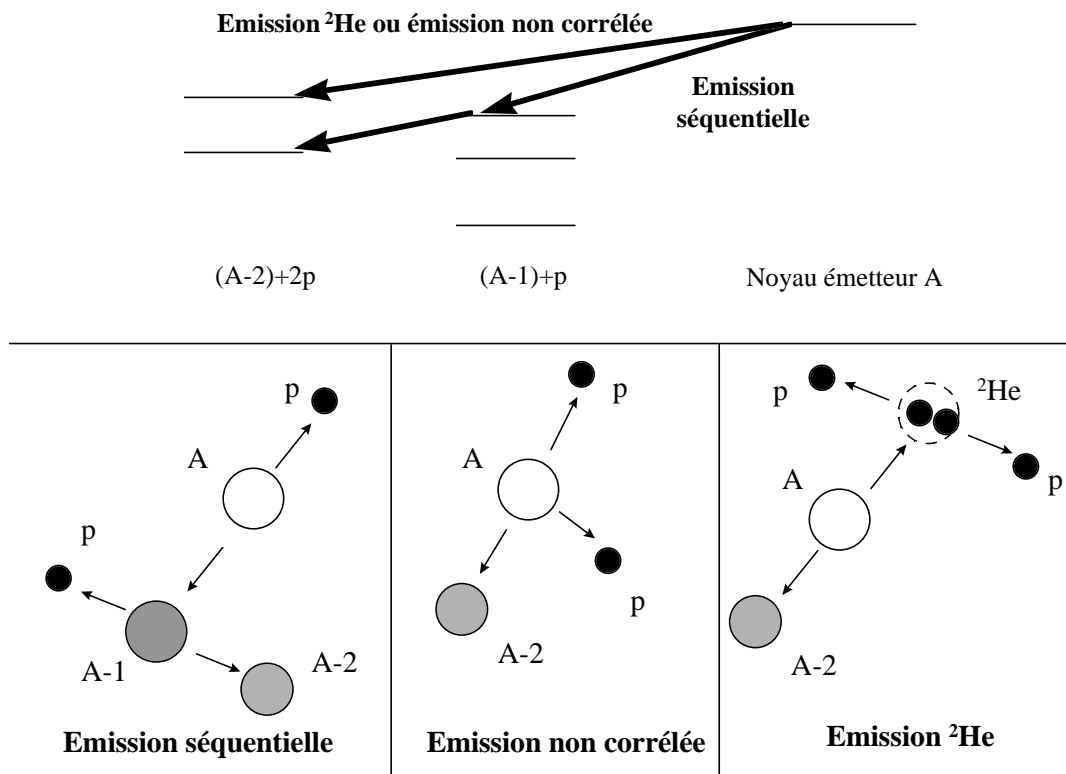 Emission ²He ou émission non corrélée
Emission
séquentielle
(A-2)+2p
(A-1)+p
Noyau émetteur A
p
A
p
A-1
A-2
Emission séquentielle
p
A
p
A-2
Emission non corrélée
p
²He
A
p
A-2
Emission ²He